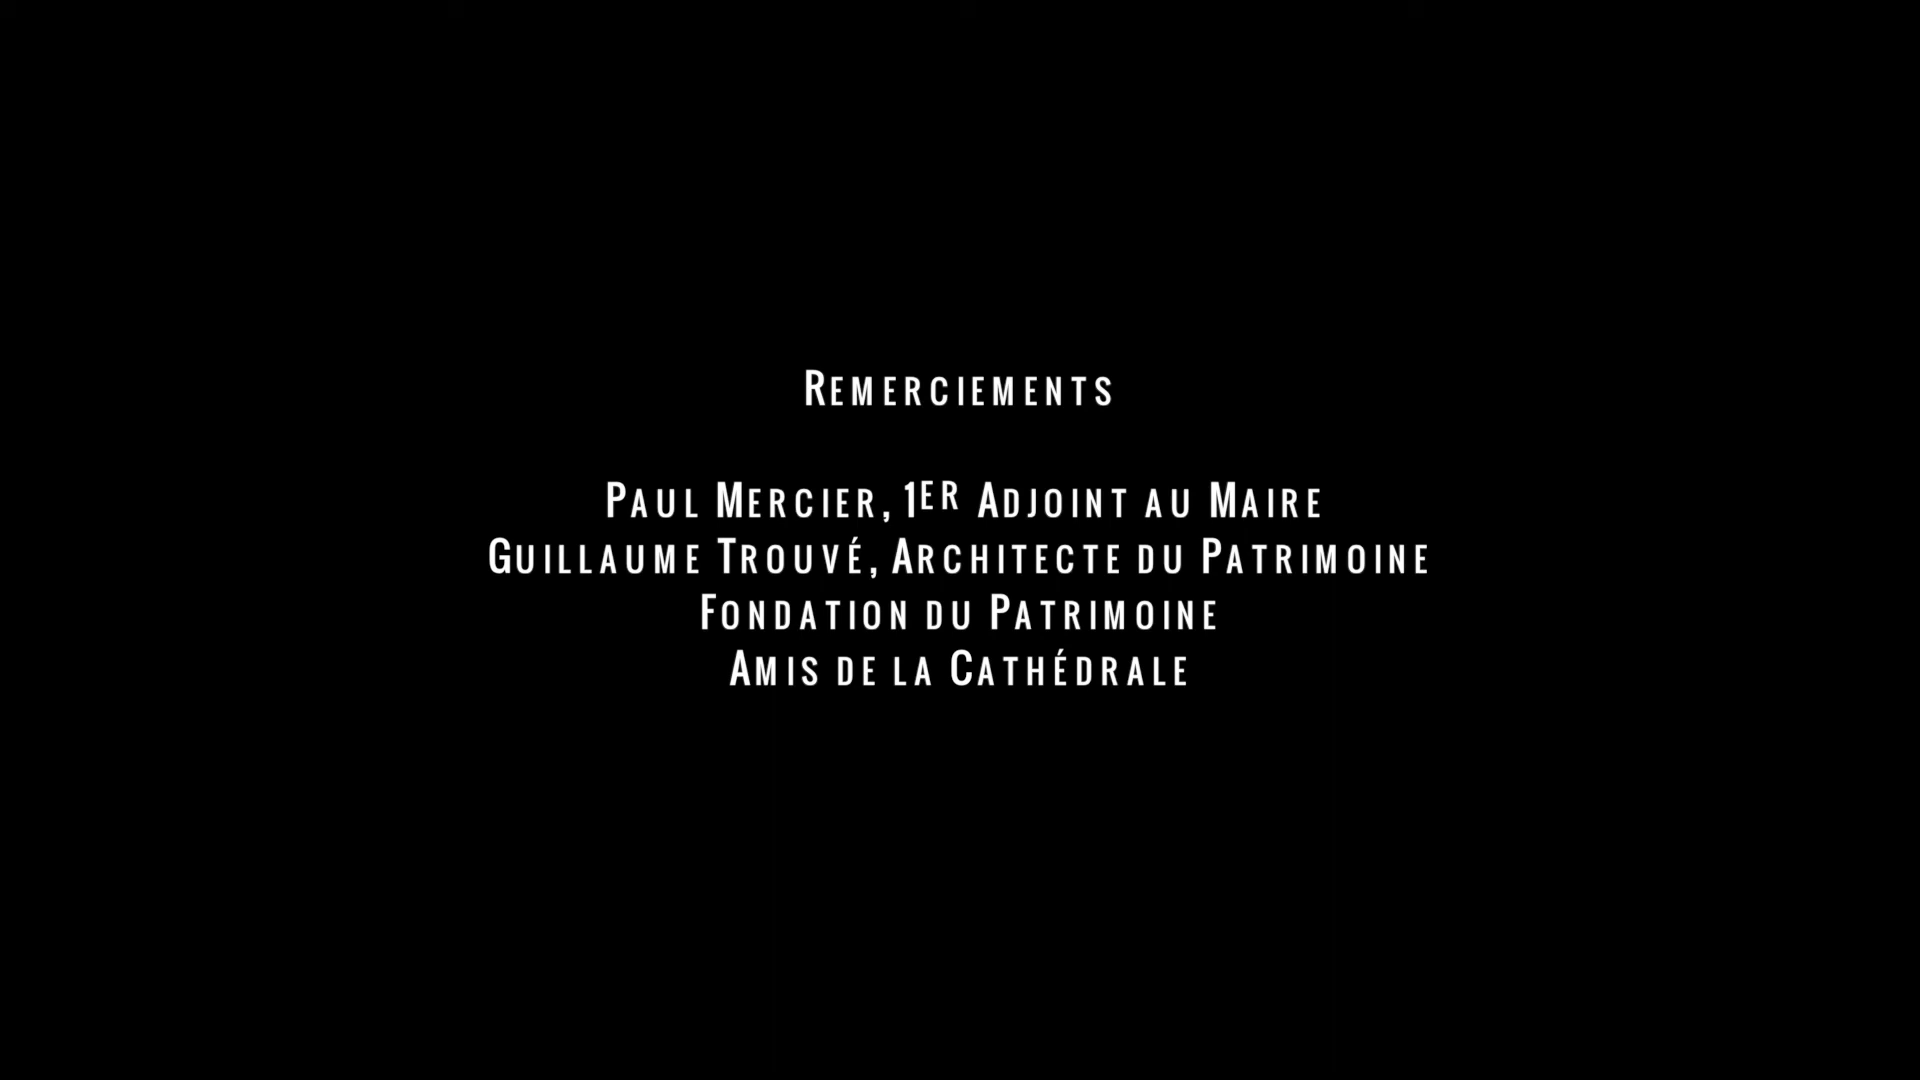 Remerciements
Paul Mercier, 1er Adjoint au Maire
Guillaume Trouvé, Architecte du Patrimoine
Fondation du Patrimoine
Amis de la Cathédrale